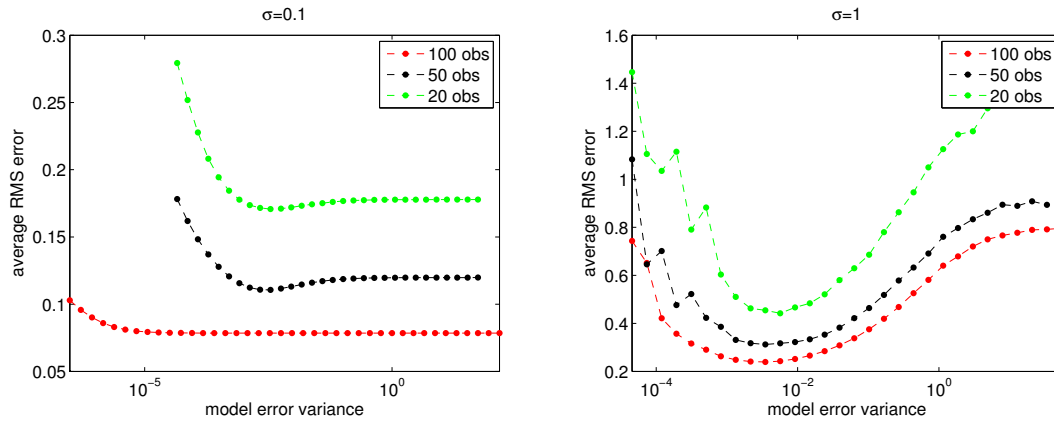 σ=0.1
0.3
0.25
0.2
0.15
0.1
0.05
average RMS error
10^-5
10^0
model error variance
100 obs
50 obs
20 obs
σ=1
1.6
1.4
1.2
1
0.8
0.6
0.4
0.2
average RMS error
10^-4
10^-2
10^0
model error variance
100 obs
50 obs
20 obs